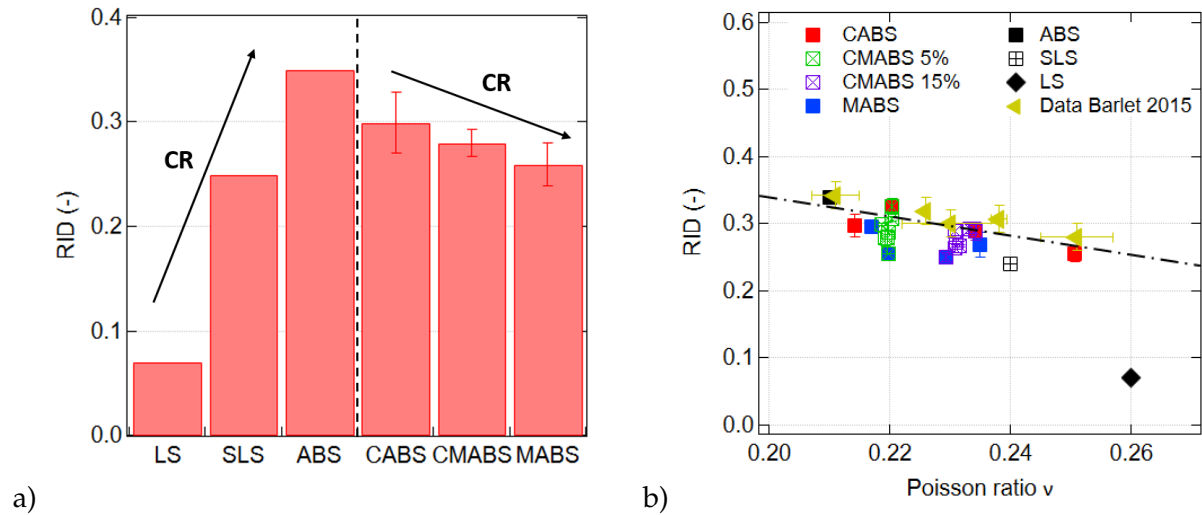 0.4
0.3
0.2
0.1
0.0
RID (-)
CR
CR
LS SLS ABS CABS CMABS MABS
a)
0.6
0.5
0.4
0.3
0.2
0.1
0.0
RID (-)
CABS
CMABS 5%
CMABS 15%
MABS
ABS
SLS
LS
Data Barlet 2015
0.20 0.22 0.24 0.26
Poisson ratio ν
b)